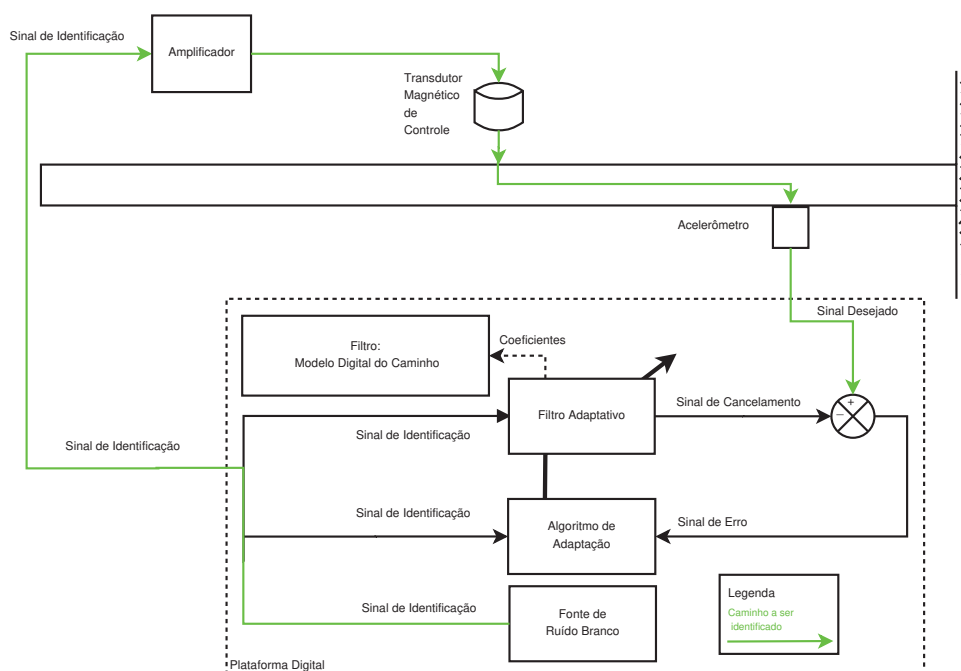 Sinal de Identificação
Amplificador
Transdutor
Magnético
de
Controle
Acelerômetro
Sinal Desejado
Filtro:
Modelo Digital do Caminho
Coeficientes
Filtro Adaptativo
Sinal de Cancelamento
+
−
Sinal de Identificação
Sinal de Identificação
Sinal de Identificação
Algoritmo de
Adaptação
Sinal de Erro
Sinal de Identificação
Fonte de
Ruído Branco
Legenda
Caminho a ser
identificado
Plataforma Digital